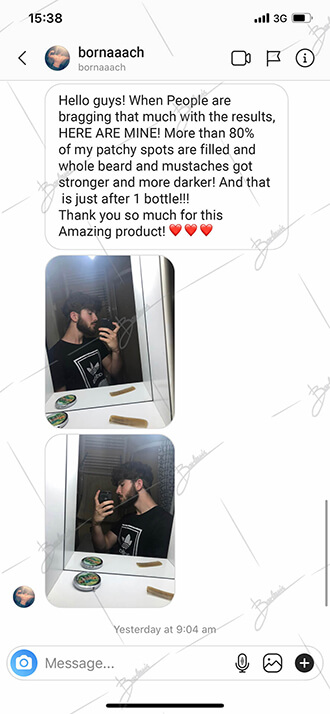 15:38
3G
bornaaach
bornaaach
Hello guys! When People are
bragging that much with the results,
HERE ARE MINE! More than 80%
of my patchy spots are filled and
whole beard and mustaches got
stronger and more darker! And that
is just after 1 bottle!!!
Thank you so much for this
Amazing product! ❤️❤️❤️
Yesterday at 9:04 am
Message...